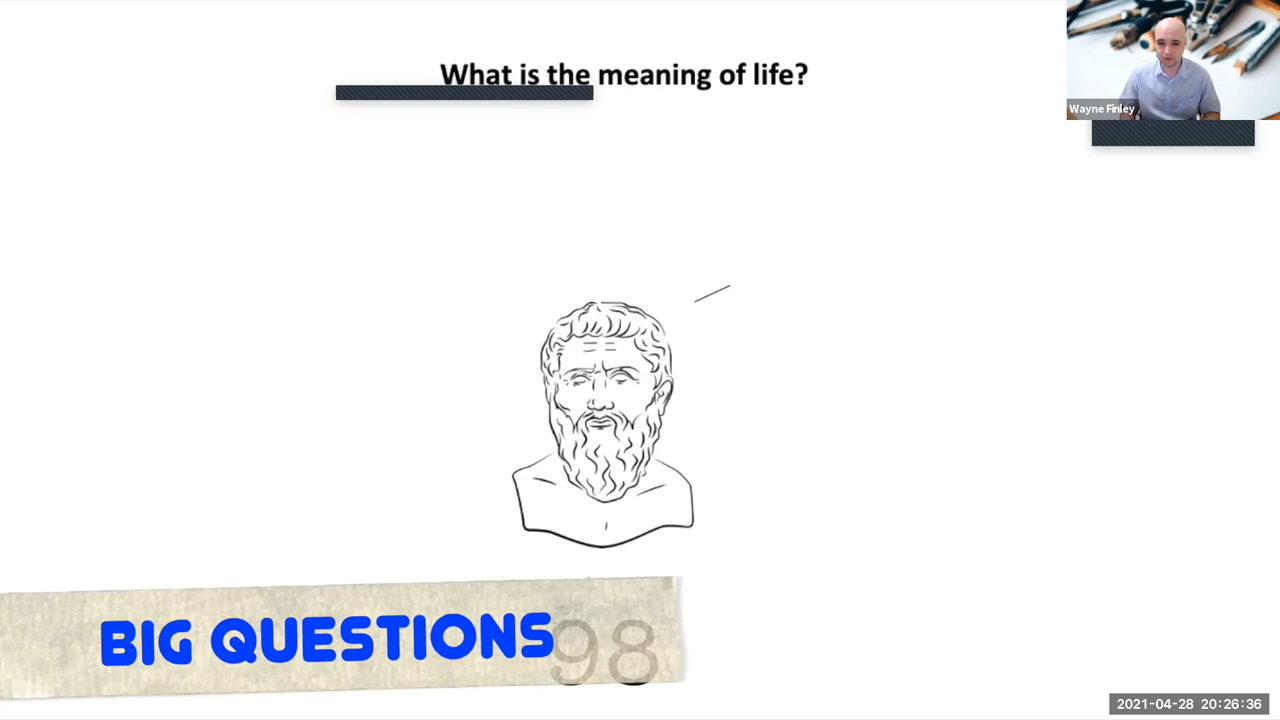 What is the meaning of life?
Wayne Finley
BIG QUESTIONS
98
2021-04-28 20:26:36